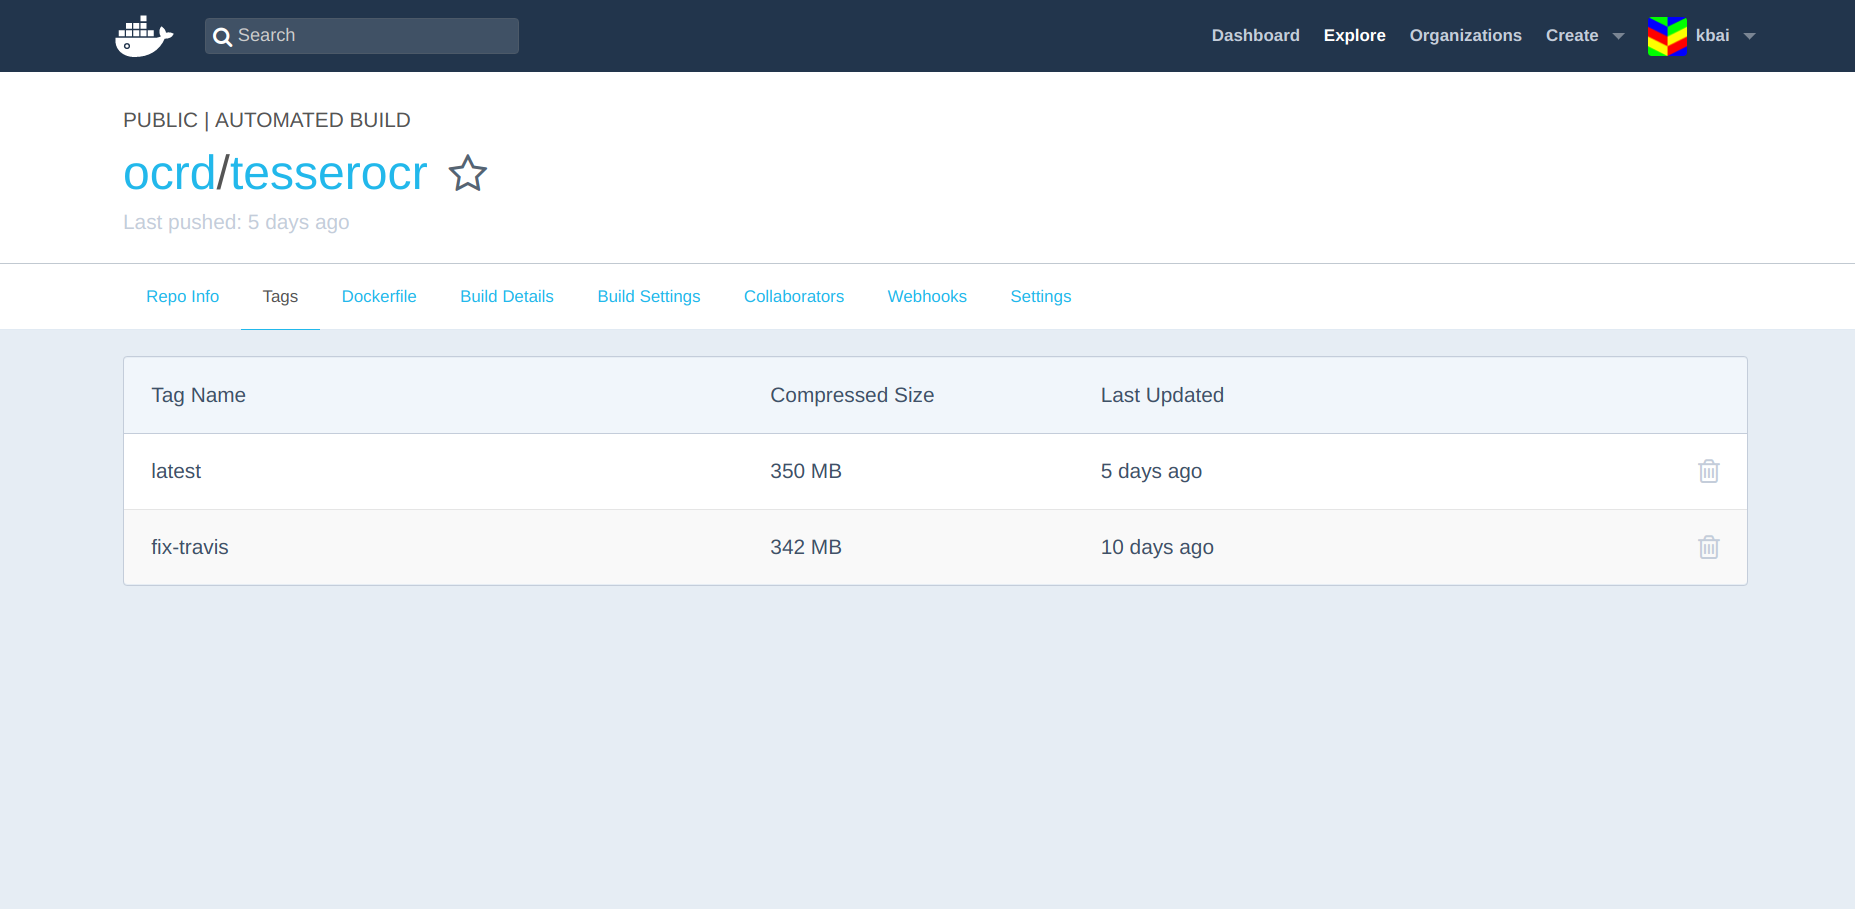 Search
Dashboard Explore Organizations Create kbai
PUBLIC | AUTOMATED BUILD
ocrd/tesserocr
Last pushed: 5 days ago
Repo Info Tags Dockerfile Build Details Build Settings Collaborators Webhooks Settings
Tag Name Compressed Size Last Updated
latest 350 MB 5 days ago
fix-travis 342 MB 10 days ago